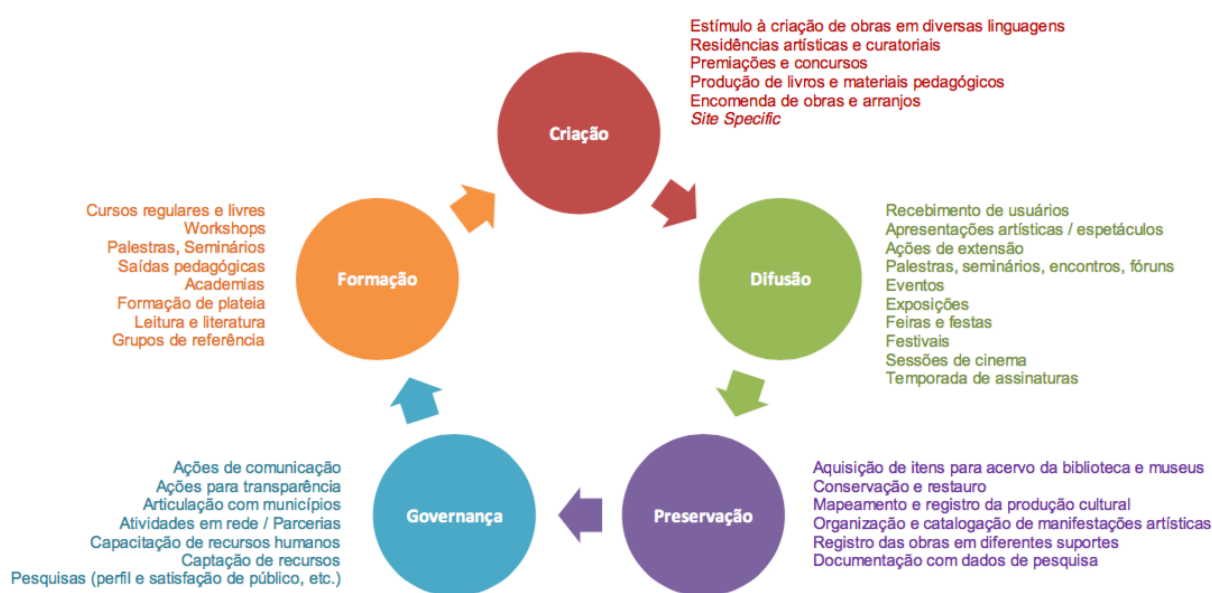 Criação
Estímulo à criação de obras em diversas linguagens
Residências artísticas e curatoriais
Premiações e concursos
Produção de livros e materiais pedagógicos
Encomenda de obras e arranjos
Site Specific
Difusão
Recebimento de usuários
Apresentações artísticas / espetáculos
Ações de extensão
Palestras, seminários, encontros, fóruns
Eventos
Exposições
Feiras e festas
Festivais
Sessões de cinema
Temporada de assinaturas
Preservação
Aquisição de itens para acervo da biblioteca e museus
Conservação e restauro
Mapeamento e registro da produção cultural
Organização e catalogação de manifestações artísticas
Registro das obras em diferentes suportes
Documentação com dados de pesquisa
Governança
Ações de comunicação
Ações para transparência
Articulação com municípios
Atividades em rede / Parcerias
Capacitação de recursos humanos
Captação de recursos
Pesquisas (perfil e satisfação de público, etc.)
Formação
Cursos regulares e livres
Workshops
Palestras, Seminários
Saídas pedagógicas
Academias
Formação de plateia
Leitura e literatura
Grupos de referência